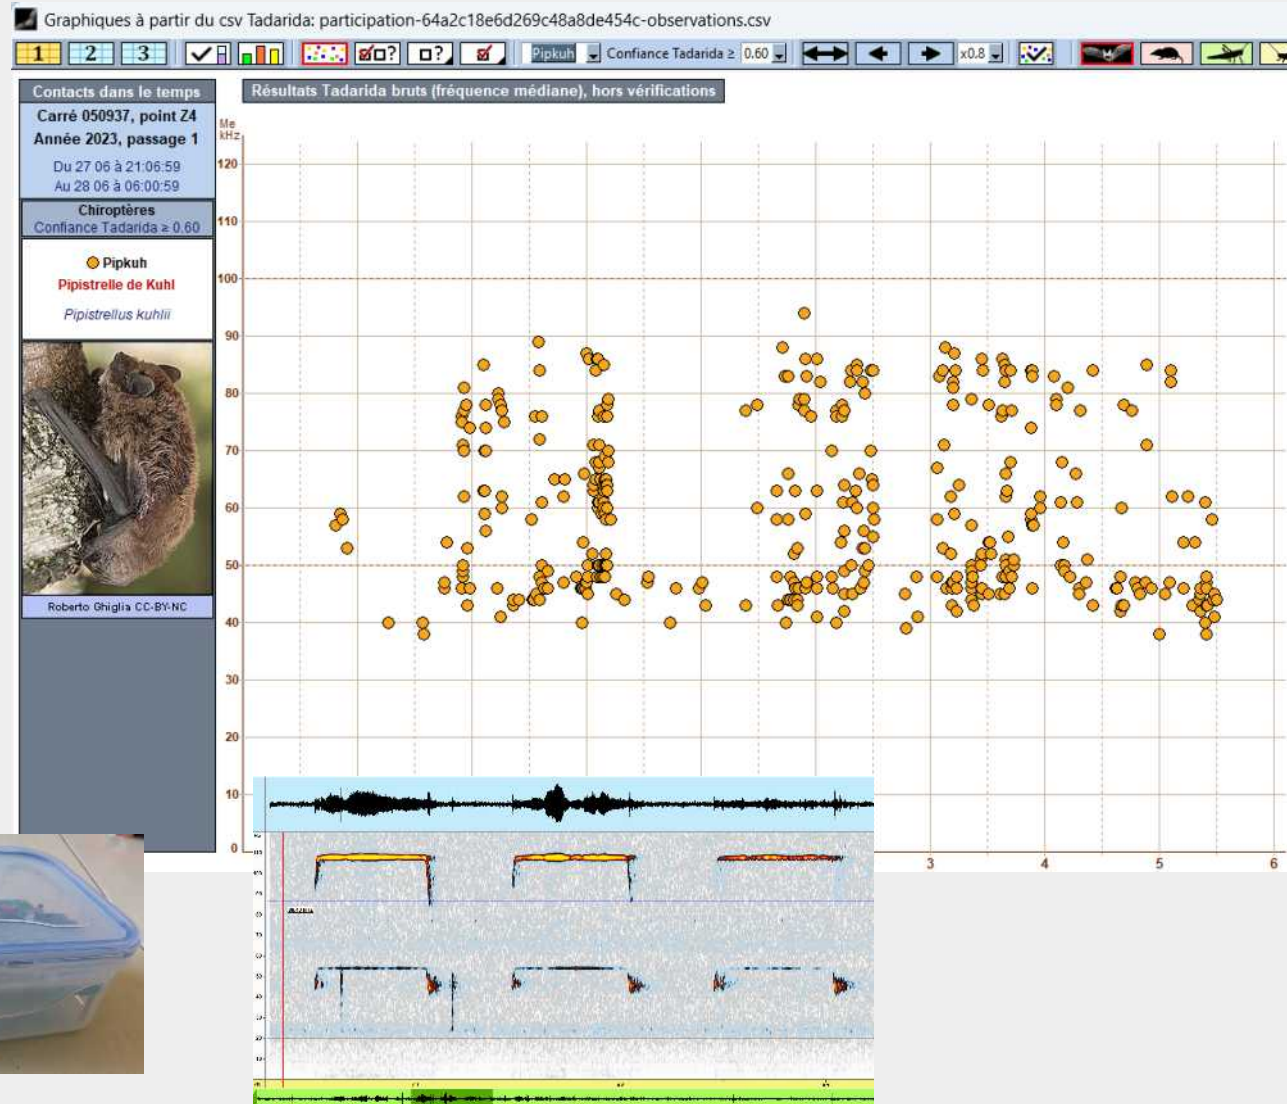 Graphiques à partir du csv Tadarida: participation-64a2c18e6d269c48a8de454c-observations.csv
1 2 3 □? □? Pipkuh Confiance Tadarida ≥ 0.60 x0.8
Contacts dans le temps
Carré 050937, point Z4
Année 2023, passage 1
Du 27 06 à 21:06:59
Au 28 06 à 06:00:59
Chiroptères
Confiance Tadarida ≥ 0.60
Pipkuh
Pipistrelle de Kuhl
Pipistrellus kuhlii
Roberto Ghiglia CC-BY-NC
Résultats Tadarida bruts (fréquence médiane), hors vérifications
Me
kHz
120
110
100
90
80
70
60
50
40
30
20
10
0
3 4 5 6